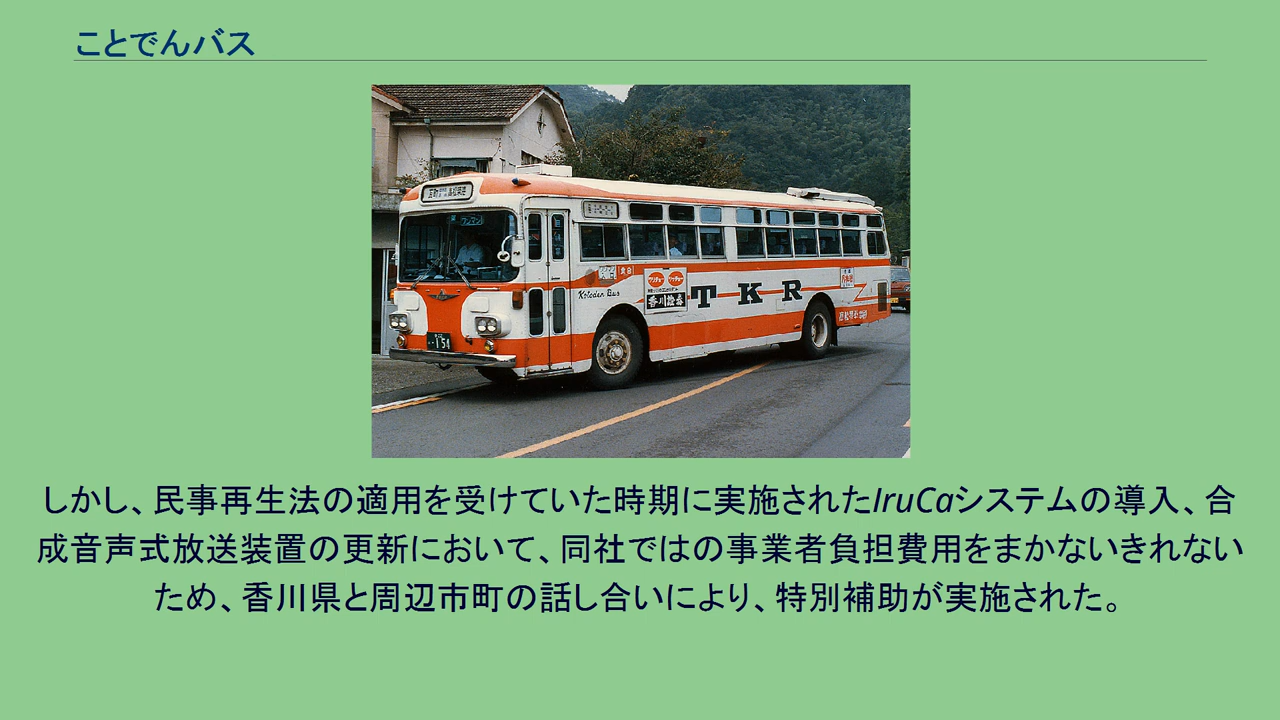 ことでんバス
ワンマン
Kotoden Bus
香川
TKR
・154
しかし、民事再生法の適用を受けていた時期に実施されたIruCaシステムの導入、合
成音声式放送装置の更新において、同社ではの事業者負担費用をまかないきれない
ため、香川県と周辺市町の話し合いにより、特別補助が実施された。